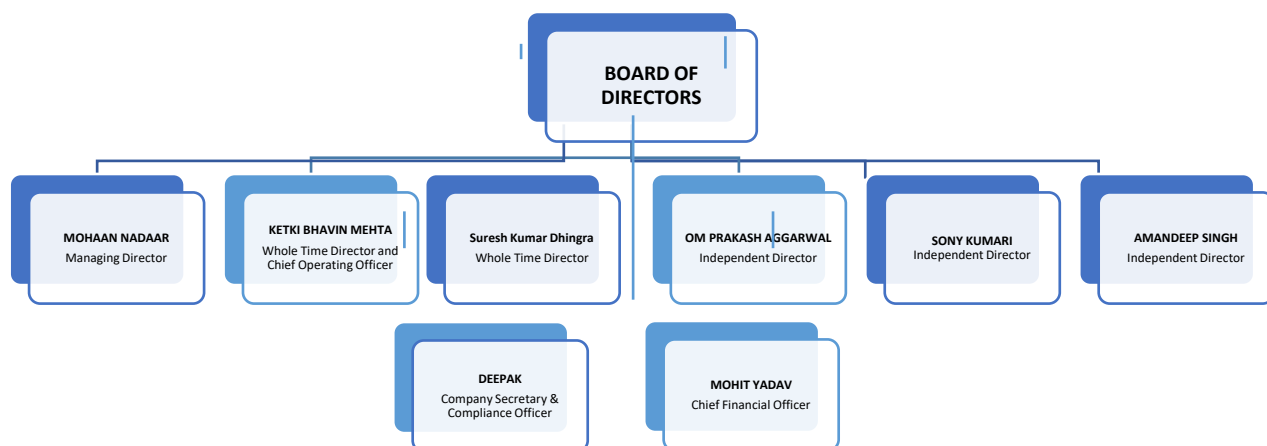 BOARD OF
DIRECTORS
MOHAAN NADAAR
Managing Director
KETKI BHAVIN MEHTA
Whole Time Director and
Chief Operating Officer
Suresh Kumar Dhingra
Whole Time Director
OM PRAKASH AGGARWAL
Independent Director
SONY KUMARI
Independent Director
AMANDEEP SINGH
Independent Director
DEEPAK
Company Secretary &
Compliance Officer
MOHIT YADAV
Chief Financial Officer